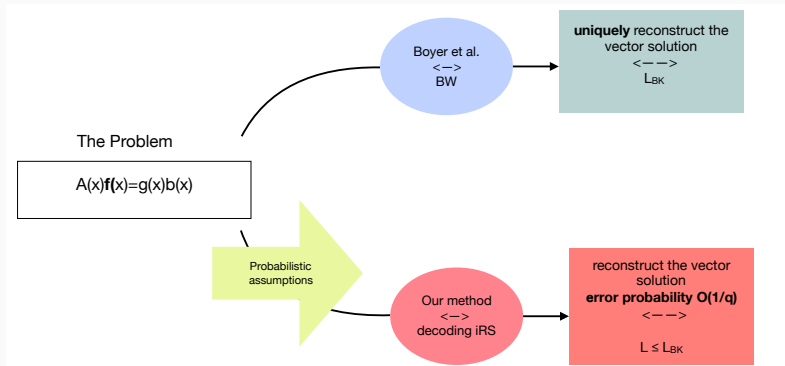 The Problem
A(x)f(x)=g(x)b(x)
Boyer et al.
<—>
BW
uniquely reconstruct the
vector solution
<— —>
LBK
Probabilistic
assumptions
Our method
<—>
decoding iRS
reconstruct the vector
solution
error probability O(1/q)
<— —>
L ≤ LBK